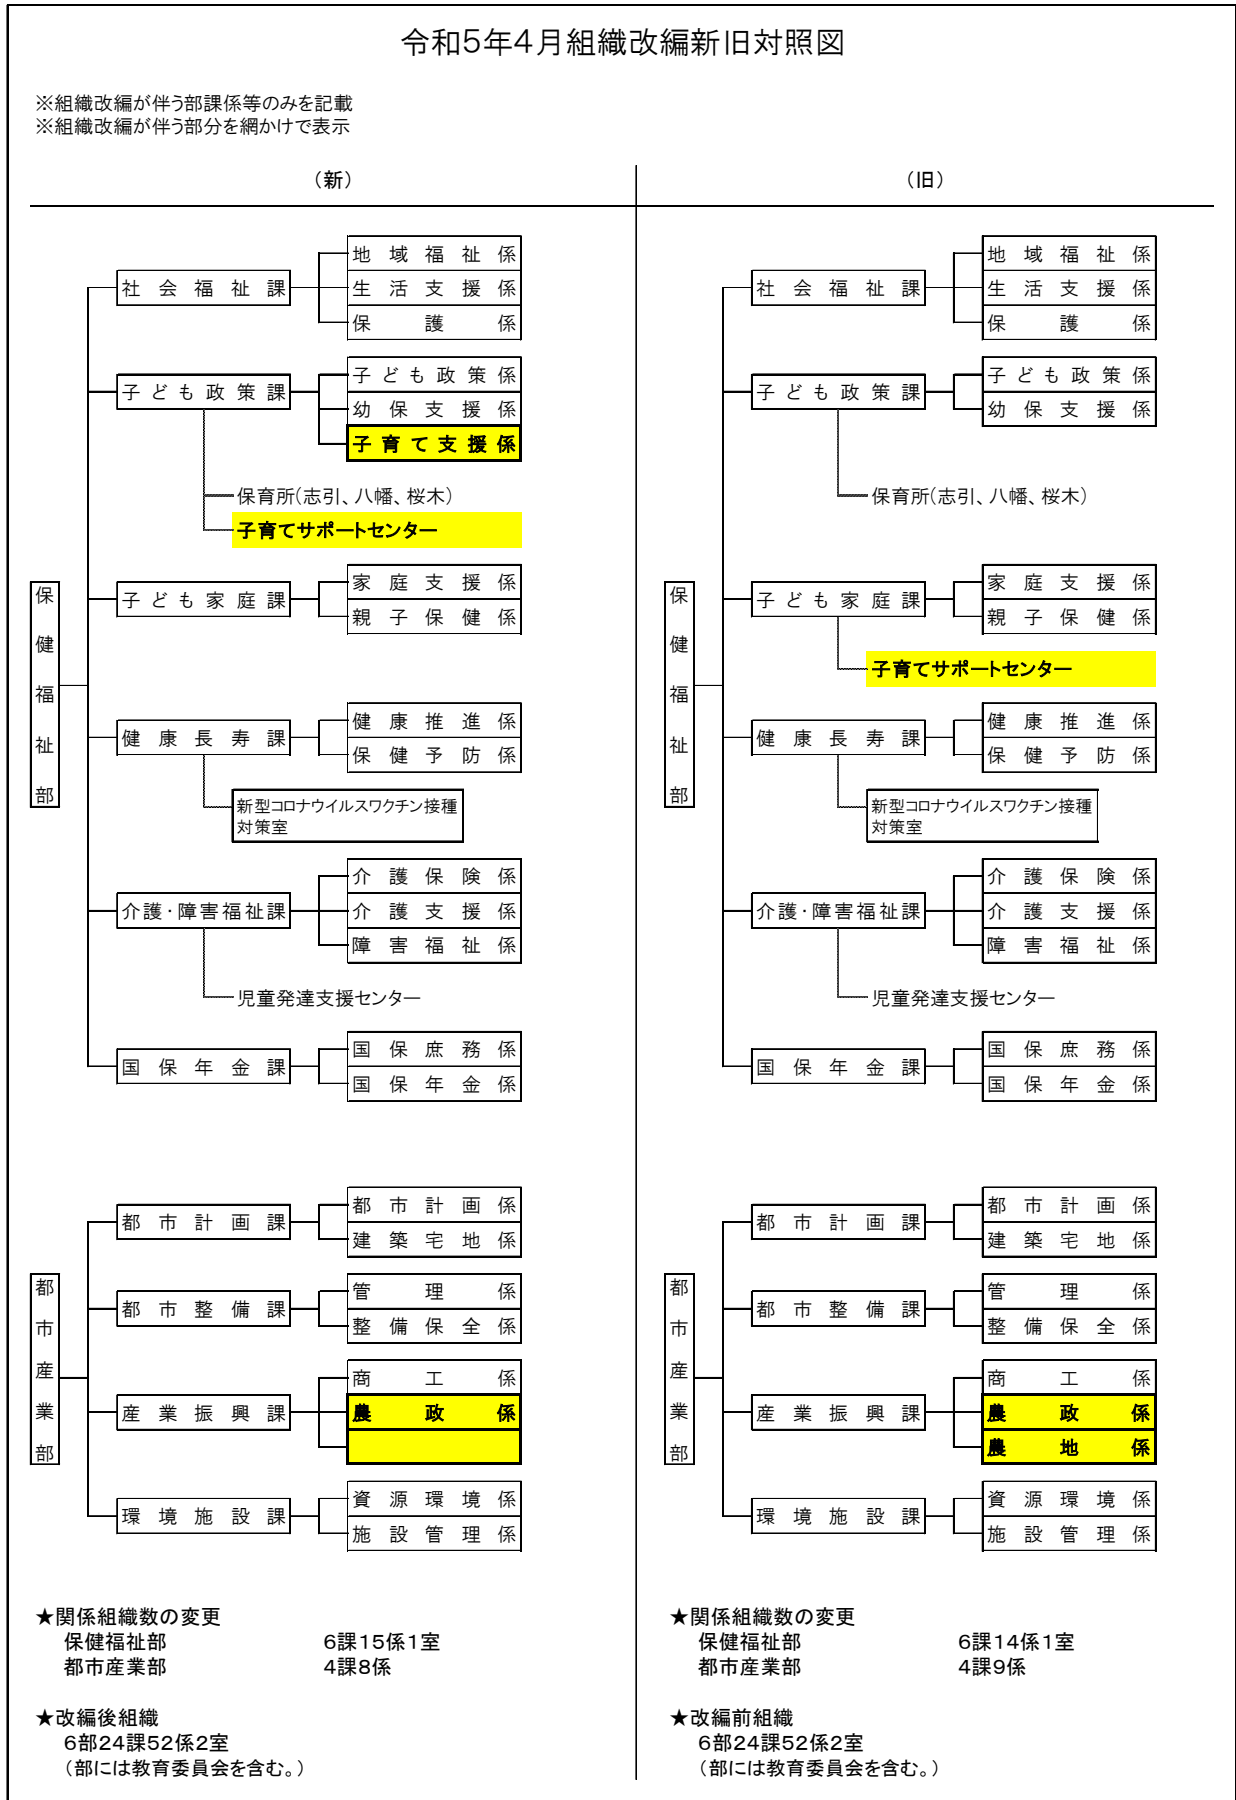 令和5年4月組織改編新旧対照図
※組織改編が伴う部課係等のみを記載
※組織改編が伴う部分を網かけで表示
（新）
保健福祉部
社会福祉課
地域福祉係
生活支援係
保護係
子ども政策課
子ども政策係
幼保支援係
子育て支援係
保育所(志引、八幡、桜木)
子育てサポートセンター
子ども家庭課
家庭支援係
親子保健係
健康長寿課
健康推進係
保健予防係
新型コロナウイルスワクチン接種
対策室
介護・障害福祉課
介護保険係
介護支援係
障害福祉係
児童発達支援センター
国保年金課
国保庶務係
国保年金係
都市産業部
都市計画課
都市計画係
建築宅地係
都市整備課
管理係
整備保全係
産業振興課
商工係
農政係
環境施設課
資源環境係
施設管理係
★関係組織数の変更
保健福祉部 6課15係1室
都市産業部 4課8係
★改編後組織
6部24課52係2室
（部には教育委員会を含む。）
（旧）
保健福祉部
社会福祉課
地域福祉係
生活支援係
保護係
子ども政策課
子ども政策係
幼保支援係
保育所(志引、八幡、桜木)
子ども家庭課
家庭支援係
親子保健係
子育てサポートセンター
健康長寿課
健康推進係
保健予防係
新型コロナウイルスワクチン接種
対策室
介護・障害福祉課
介護保険係
介護支援係
障害福祉係
児童発達支援センター
国保年金課
国保庶務係
国保年金係
都市産業部
都市計画課
都市計画係
建築宅地係
都市整備課
管理係
整備保全係
産業振興課
商工係
農政係
農地係
環境施設課
資源環境係
施設管理係
★関係組織数の変更
保健福祉部 6課14係1室
都市産業部 4課9係
★改編前組織
6部24課52係2室
（部には教育委員会を含む。）